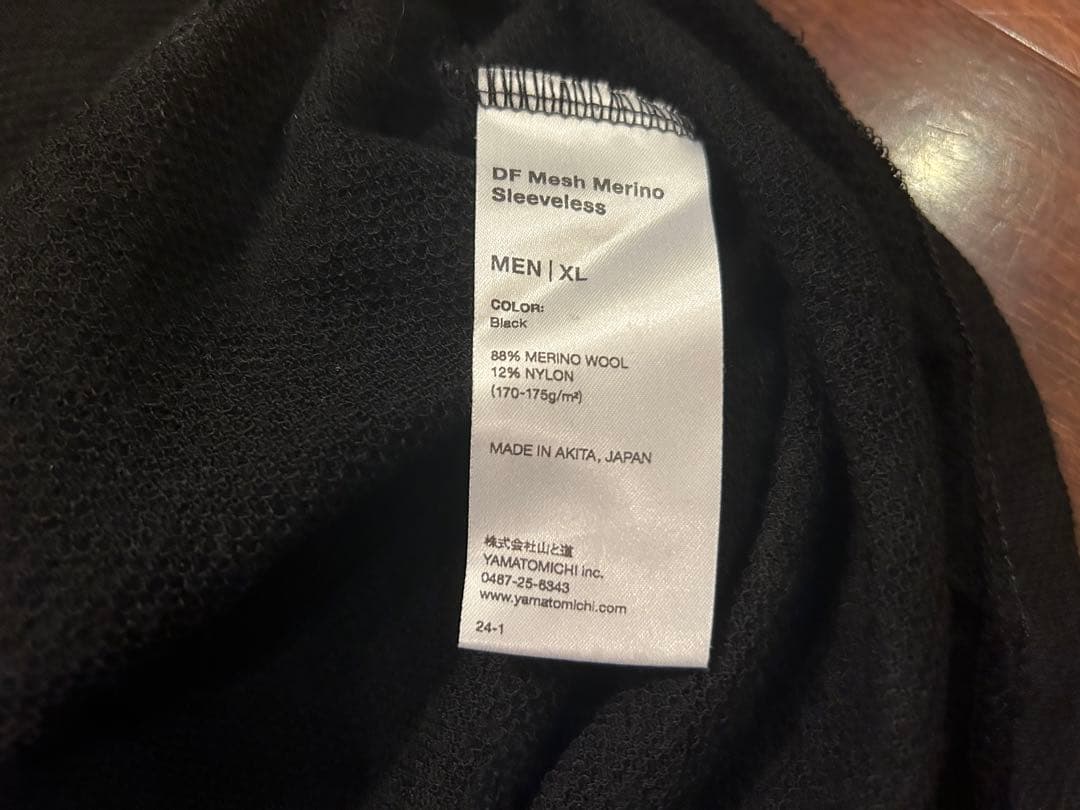 DF Mesh Merino
Sleeveless
MEN | XL
COLOR:
Black
88% MERINO WOOL
12% NYLON
(170-175g/m²)
MADE IN AKITA, JAPAN
株式会社山と道
YAMATOMICHI inc.
0467-25-6343
www.yamatomichi.com
24-1